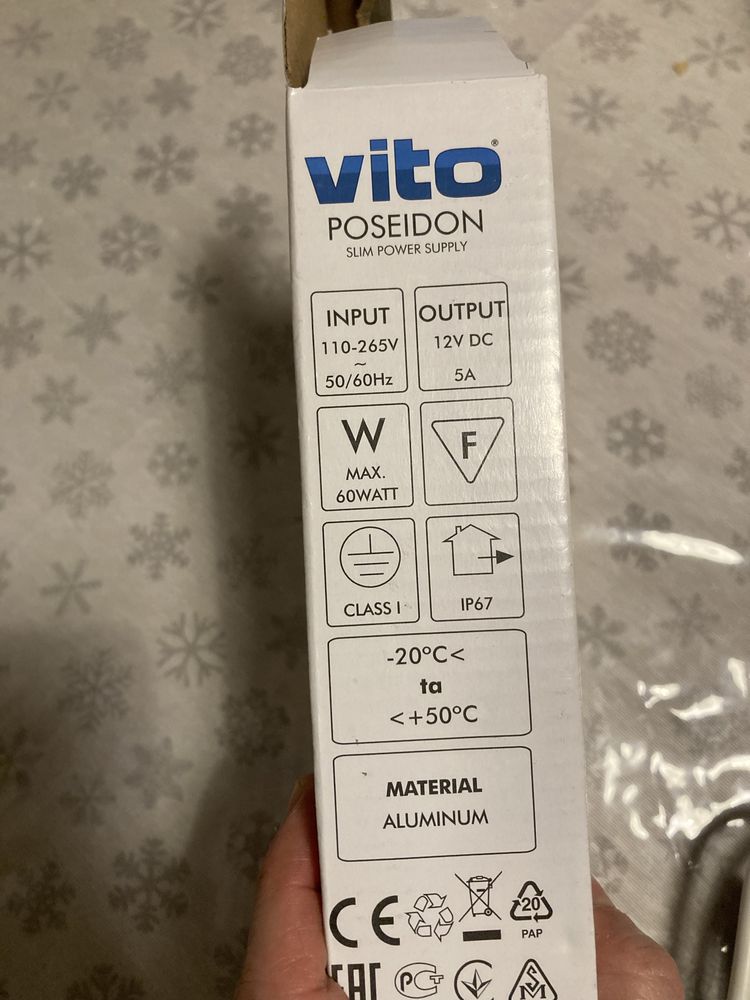 vito®
POSEIDON
SLIM POWER SUPPLY
INPUT
110-265V
~
50/60Hz
OUTPUT
12V DC
5A
W
MAX.
60WATT
F
CLASS I
IP67
-20°C<
ta
<+50°C
MATERIAL
ALUMINUM
CE
20
PAP
EAC